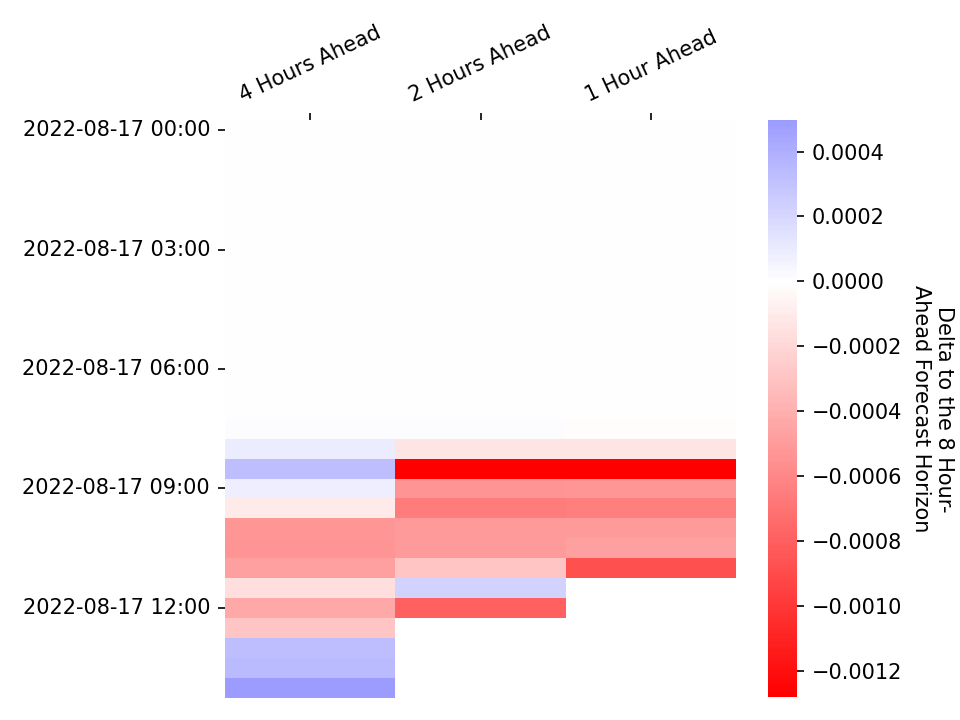 4 Hours Ahead
2 Hours Ahead
1 Hour Ahead
2022-08-17 00:00
2022-08-17 03:00
2022-08-17 06:00
2022-08-17 09:00
2022-08-17 12:00
0.0004
0.0002
0.0000
−0.0002
−0.0004
−0.0006
−0.0008
−0.0010
−0.0012
Delta to the 8 Hour-
Ahead Forecast Horizon